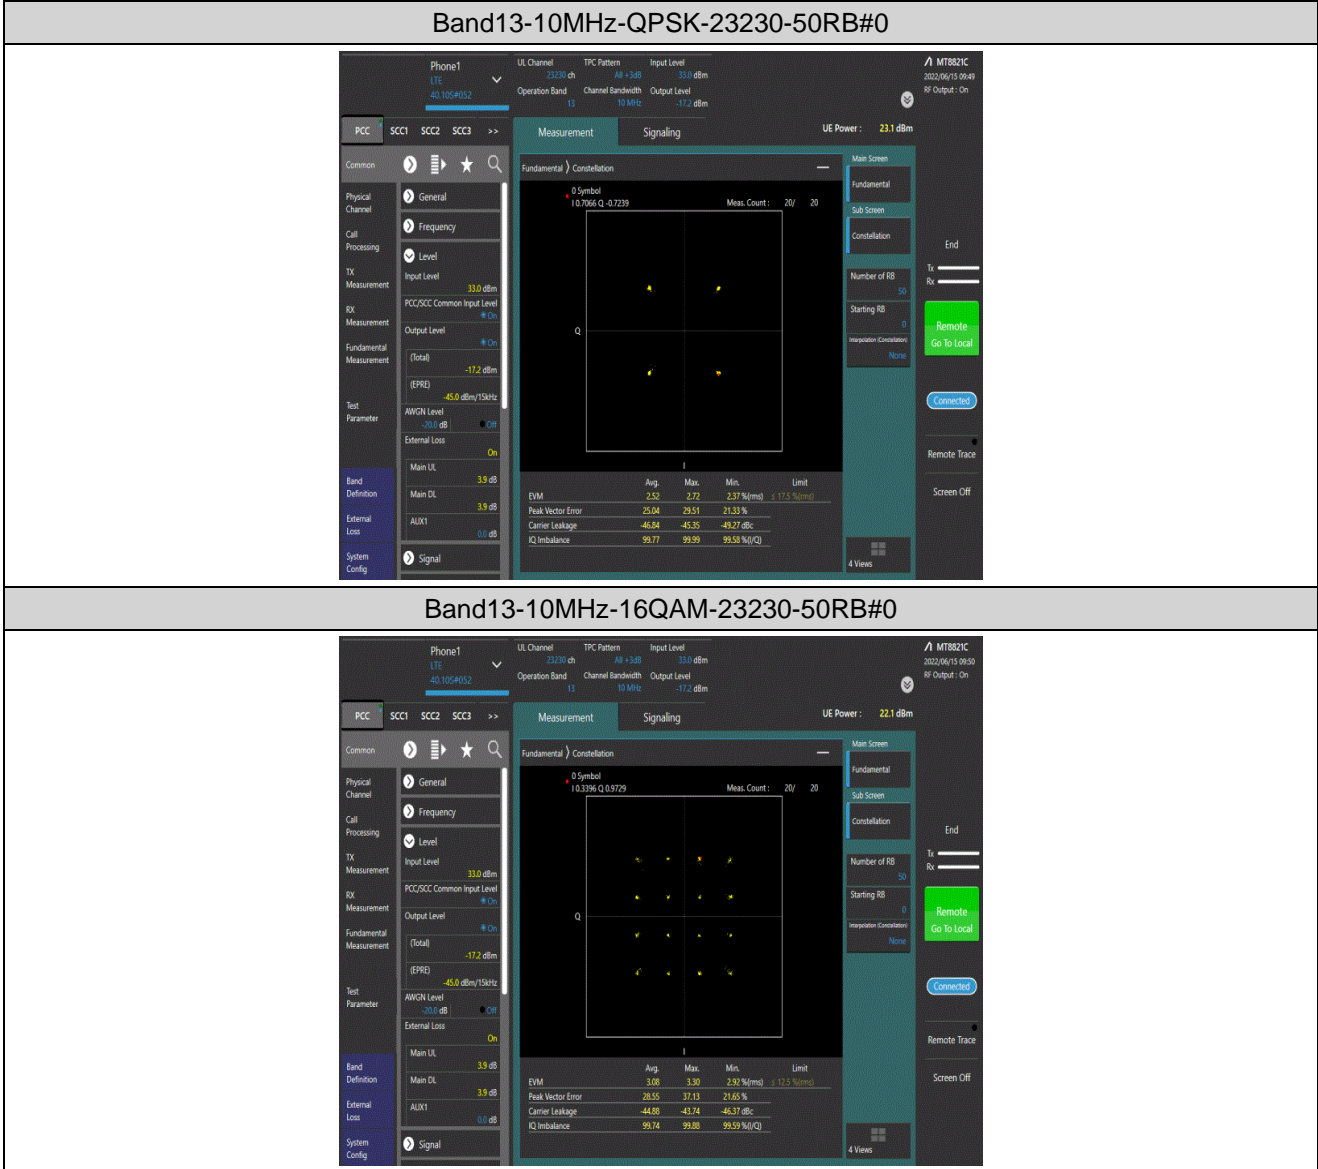 Band13-10MHz-QPSK-23230-50RB#0
Phone1
LTE
40.10S#052
UL Channel TPC Pattern Input Level
23230 ch All +3dB 33.0 dBm
Operation Band Channel Bandwidth Output Level
13 10 MHz -17.2 dBm
MT8821C
2022/06/15 09:49
RF Output : On
PCC SCC1 SCC2 SCC3 >>
Measurement Signaling
UE Power : 23.1 dBm
Common
Physical
Channel
Call
Processing
TX
Measurement
RX
Measurement
Fundamental
Measurement
Test
Parameter
Band
Definition
External
Loss
System
Config
General
Frequency
Level
Input Level
33.0 dBm
PCC/SCC Common Input Level
On
Output Level
On
(Total)
-17.2 dBm
(EPRE)
-45.0 dBm/15kHz
AWGN Level
-20.0 dB Off
External Loss
On
Main UL
3.9 dB
Main DL
3.9 dB
AUX1
0.0 dB
Signal
Fundamental Constellation
0 Symbol
I 0.7066 Q -0.7239 Meas. Count : 20/ 20
Q
I
Avg. Max. Min. Limit
EVM 2.52 2.72 2.37 %(rms) ≤ 17.5 %(rms)
Peak Vector Error 25.04 29.51 21.33 %
Carrier Leakage -46.84 -45.35 -49.27 dBc
IQ Imbalance 99.77 99.99 99.58 %(I/Q)
Main Screen
Fundamental
Sub Screen
Constellation
Number of RB
50
Starting RB
0
Interpolation (Constellation)
None
4 Views
End
Tx
Rx
Remote
Go To Local
Connected
Remote Trace
Screen Off
Band13-10MHz-16QAM-23230-50RB#0
Phone1
LTE
40.10S#052
UL Channel TPC Pattern Input Level
23230 ch All +3dB 33.0 dBm
Operation Band Channel Bandwidth Output Level
13 10 MHz -17.2 dBm
MT8821C
2022/06/15 09:50
RF Output : On
PCC SCC1 SCC2 SCC3 >>
Measurement Signaling
UE Power : 22.1 dBm
Common
Physical
Channel
Call
Processing
TX
Measurement
RX
Measurement
Fundamental
Measurement
Test
Parameter
Band
Definition
External
Loss
System
Config
General
Frequency
Level
Input Level
33.0 dBm
PCC/SCC Common Input Level
On
Output Level
On
(Total)
-17.2 dBm
(EPRE)
-45.0 dBm/15kHz
AWGN Level
-20.0 dB Off
External Loss
On
Main UL
3.9 dB
Main DL
3.9 dB
AUX1
0.0 dB
Signal
Fundamental Constellation
0 Symbol
I 0.3396 Q 0.9729 Meas. Count : 20/ 20
Q
I
Avg. Max. Min. Limit
EVM 3.08 3.30 2.92 %(rms) ≤ 12.5 %(rms)
Peak Vector Error 28.55 37.13 21.65 %
Carrier Leakage -44.88 -43.74 -46.37 dBc
IQ Imbalance 99.74 99.88 99.59 %(I/Q)
Main Screen
Fundamental
Sub Screen
Constellation
Number of RB
50
Starting RB
0
Interpolation (Constellation)
None
4 Views
End
Tx
Rx
Remote
Go To Local
Connected
Remote Trace
Screen Off